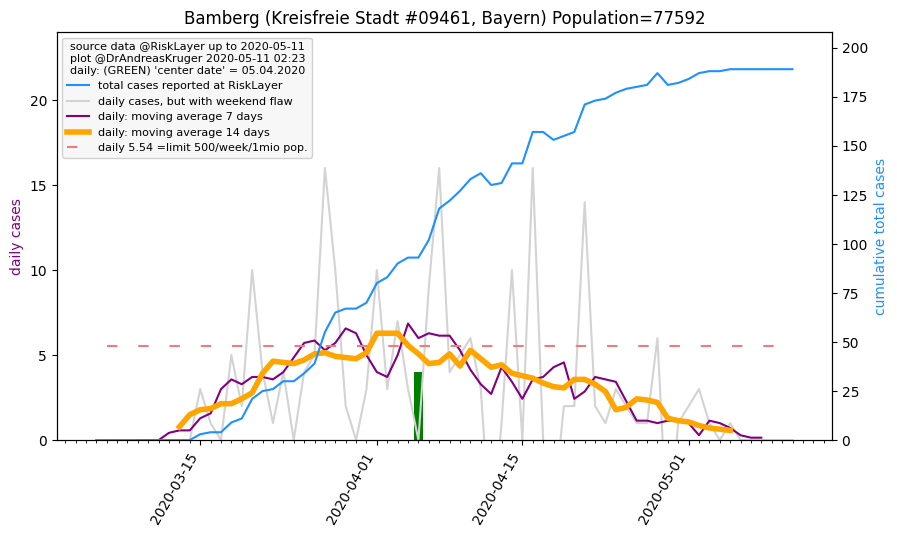 Bamberg (Kreisfreie Stadt #09461, Bayern) Population=77592
source data @RiskLayer up to 2020-05-11
plot @DrAndreasKruger 2020-05-11 02:23
daily: (GREEN) 'center date' = 05.04.2020
total cases reported at RiskLayer
daily cases, but with weekend flaw
daily: moving average 7 days
daily: moving average 14 days
daily 5.54 =limit 500/week/1mio pop.
daily cases
0
5
10
15
20
cumulative total cases
0
25
50
75
100
125
150
175
200
2020-03-15
2020-04-01
2020-04-15
2020-05-01